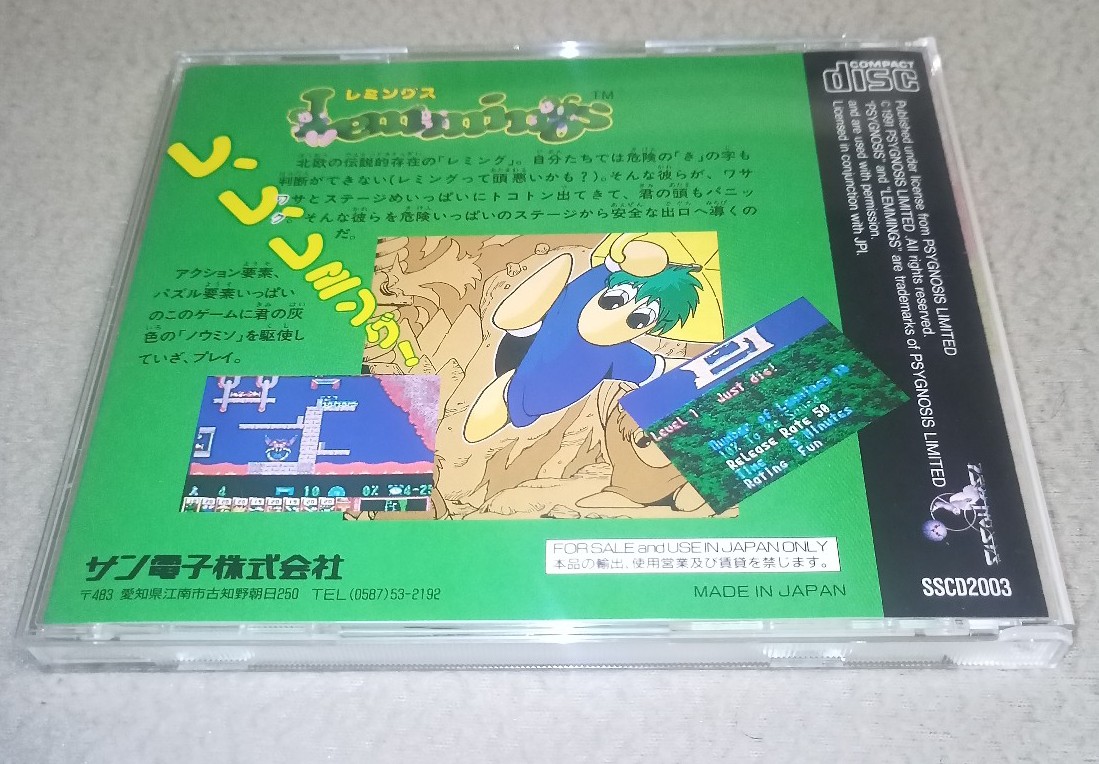 レミングス
Lemmings™
北欧の伝説的存在の「レミング」。自分たちでは危険の「き」の字も
判断ができない(レミングって頭悪いかも?)。そんな彼らが、ワサ
ワサとステージめいっぱいにトコトン出てきて、君の頭もパニッ
ク。そんな彼らを危険いっぱいのステージから安全な出口へ導くの
だ。
アクション要素、
パズル要素いっぱい
のこのゲームに君の灰
色の「ノウミソ」を駆使し
ていざ、プレイ。
4 10 0%
Level 1 Just dig!
Number of Lemmings 10
10% To Be Saved
Release Rate 50
Time 5 Minutes
Rating Fun
サン電子株式会社
〒483 愛知県江南市古知野朝日250 TEL(0587)53-2192
FOR SALE and USE IN JAPAN ONLY
本品の輸出、使用営業及び賃貸を禁じます。
MADE IN JAPAN
COMPACT
disc
Published under license from PSYGNOSIS LIMITED
© 1991 PSYGNOSIS LIMITED. All rights reserved.
"PSYGNOSIS" and "LEMMINGS" are trademarks of PSYGNOSIS LIMITED
and are used with permission.
Licensed in conjunction with JPI.
PSYGNOSIS
SSCD2003